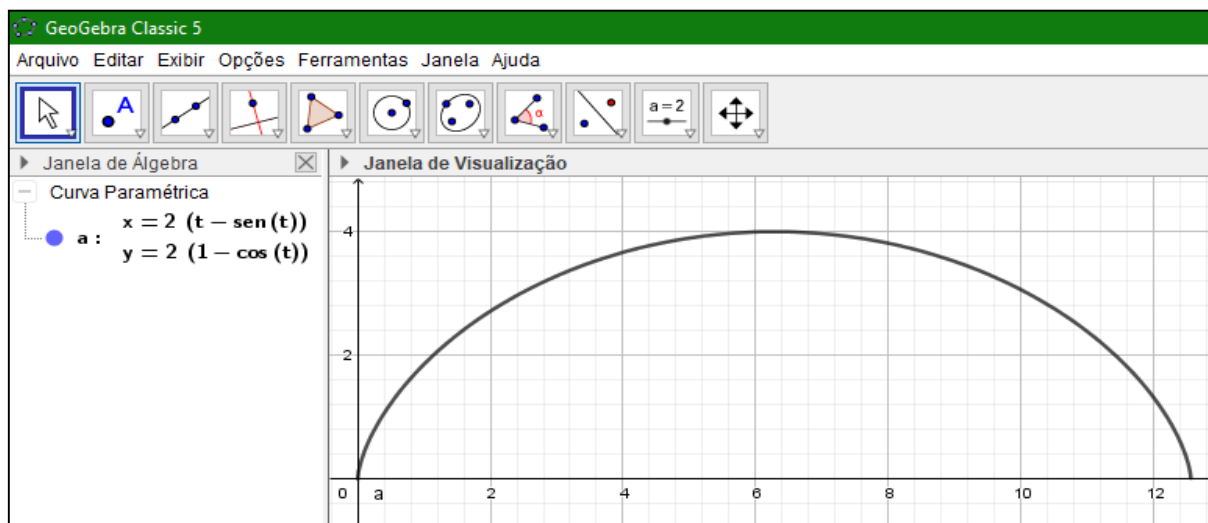 GeoGebra Classic 5
Arquivo Editar Exibir Opções Ferramentas Janela Ajuda
A
α
a=2
Janela de Álgebra
Janela de Visualização
Curva Paramétrica
a :
x = 2 (t − sen (t))
y = 2 (1 − cos (t))
4
2
0 a 2 4 6 8 10 12